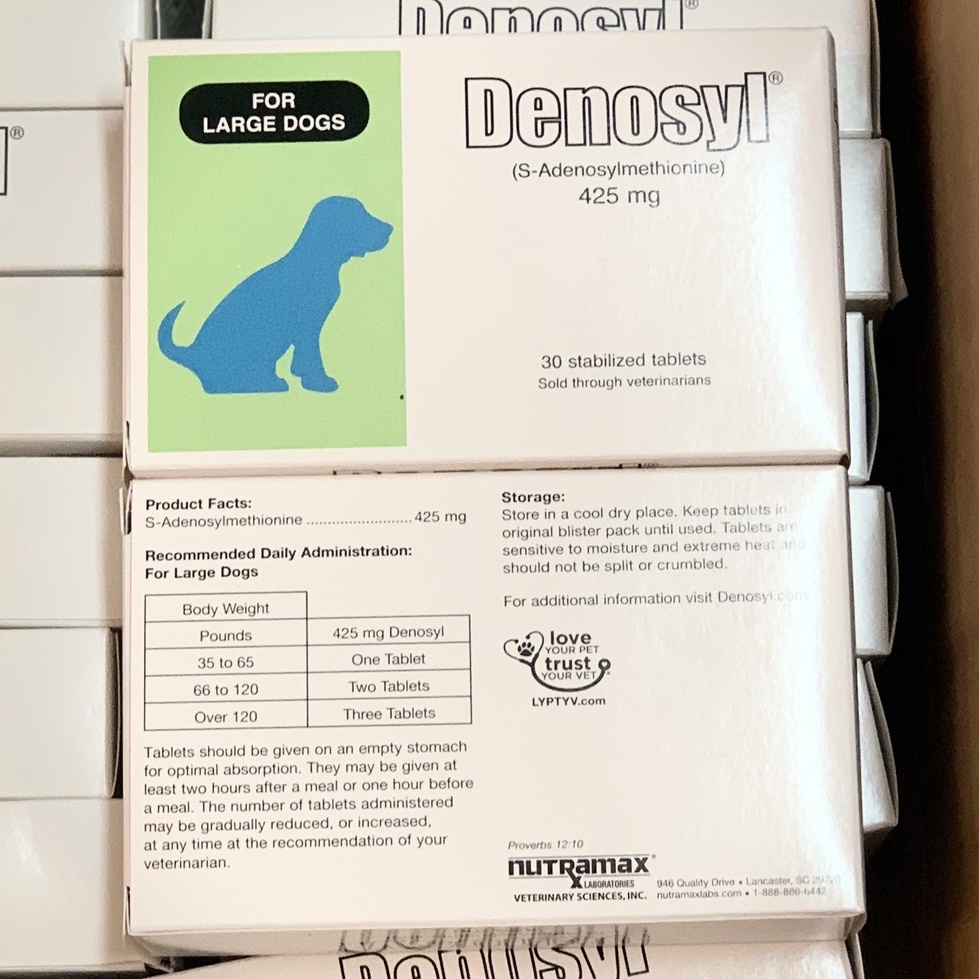 Denosyl®
®
FOR
LARGE DOGS
Denosyl®
(S-Adenosylmethionine)
425 mg
30 stabilized tablets
Sold through veterinarians
Product Facts:
S-Adenosylmethionine ......................... 425 mg
Recommended Daily Administration:
For Large Dogs
Body Weight
Pounds 425 mg Denosyl
35 to 65 One Tablet
66 to 120 Two Tablets
Over 120 Three Tablets
Tablets should be given on an empty stomach
for optimal absorption. They may be given at
least two hours after a meal or one hour before
a meal. The number of tablets administered
may be gradually reduced, or increased,
at any time at the recommendation of your
veterinarian.
Storage:
Store in a cool dry place. Keep tablets in
original blister pack until used. Tablets are
sensitive to moisture and extreme heat and
should not be split or crumbled.
For additional information visit Denosyl.com
love
YOUR PET
trust
YOUR VET
LYPTYV.com
Proverbs 12:10
nutramax
LABORATORIES
VETERINARY SCIENCES, INC.
946 Quality Drive • Lancaster, SC
nutramaxlabs.com • 1-888-886-6442
Denosyl